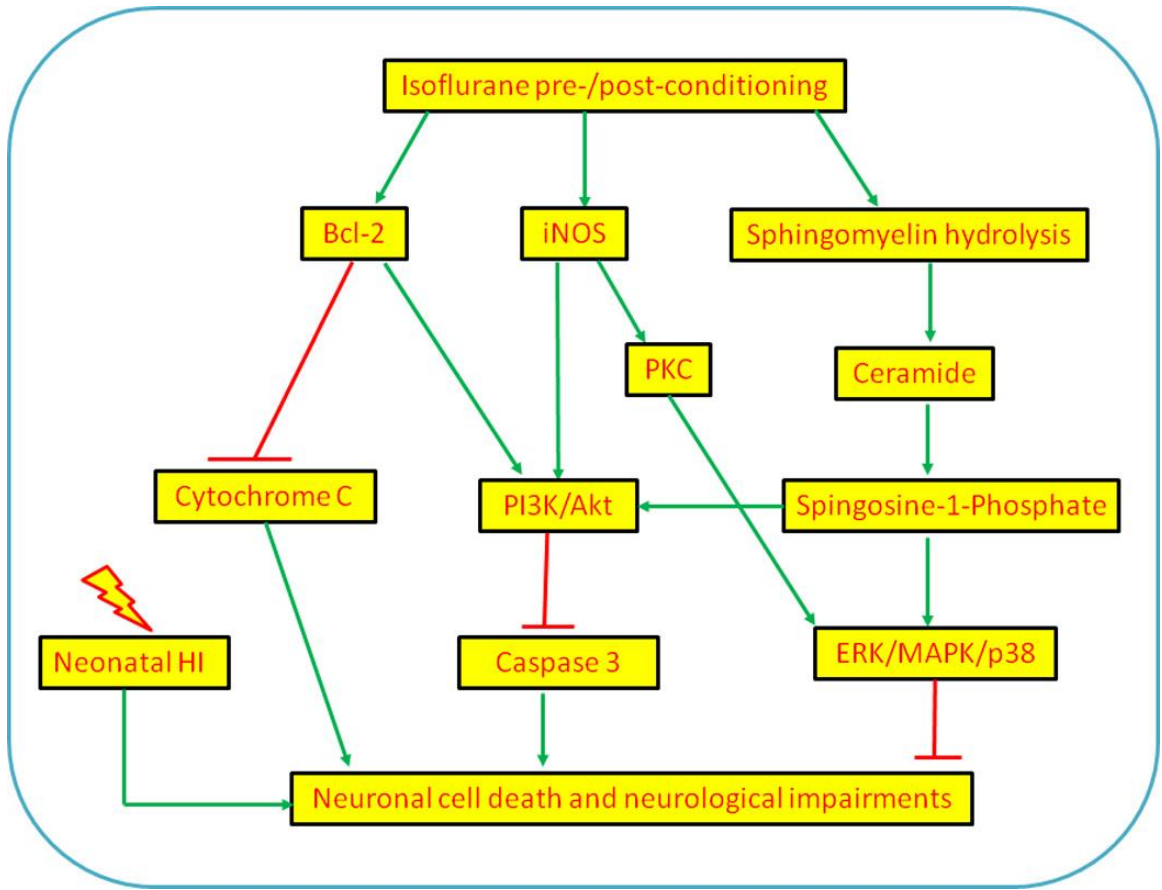 Isoflurane pre-/post-conditioning
Bcl-2
iNOS
Sphingomyelin hydrolysis
PKC
Ceramide
Cytochrome C
PI3K/Akt
Spingosine-1-Phosphate
Neonatal HI
Caspase 3
ERK/MAPK/p38
Neuronal cell death and neurological impairments